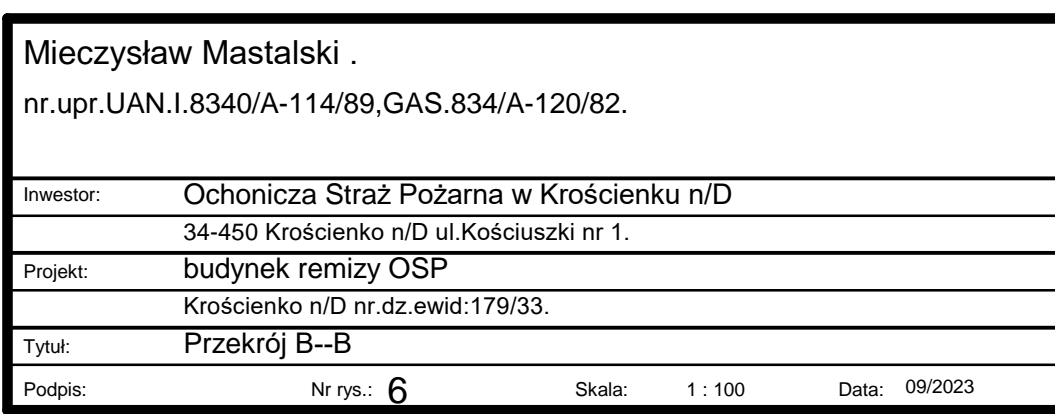 Mieczysław Mastalski .
nr.upr.UAN.I.8340/A-114/89,GAS.834/A-120/82.
Inwestor: Ochonicza Straż Pożarna w Krościenku n/D
34-450 Krościenko n/D ul.Kościuszki nr 1.
Projekt: budynek remizy OSP
Krościenko n/D nr.dz.ewid:179/33.
Tytuł: Przekrój B--B
Podpis: Nr rys.: 6 Skala: 1 : 100 Data: 09/2023